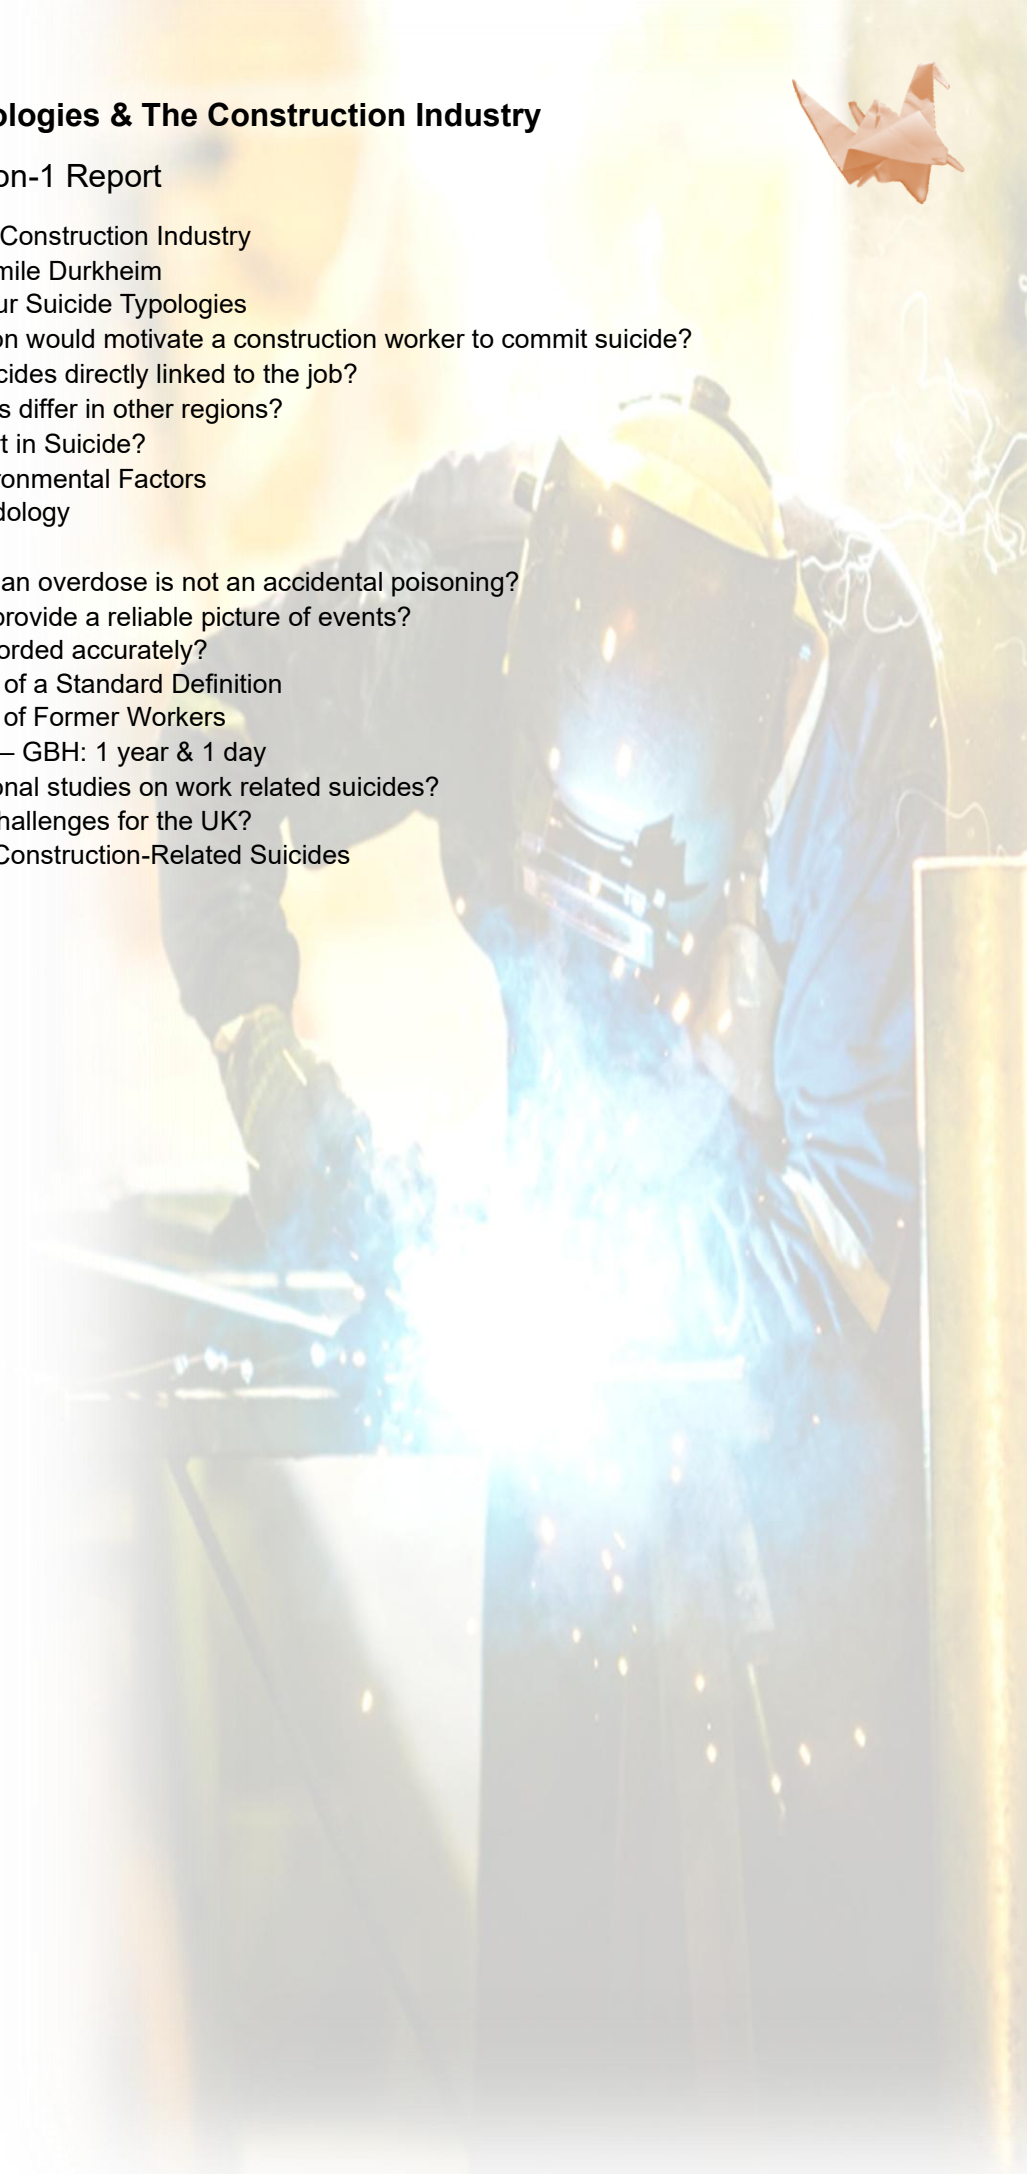 ologies & The Construction Industry
on-1 Report
Construction Industry
mile Durkheim
ur Suicide Typologies
on would motivate a construction worker to commit suicide?
cides directly linked to the job?
s differ in other regions?
t in Suicide?
ronmental Factors
dology
an overdose is not an accidental poisoning?
provide a reliable picture of events?
orded accurately?
of a Standard Definition
of Former Workers
– GBH: 1 year & 1 day
onal studies on work related suicides?
hallenges for the UK?
Construction-Related Suicides